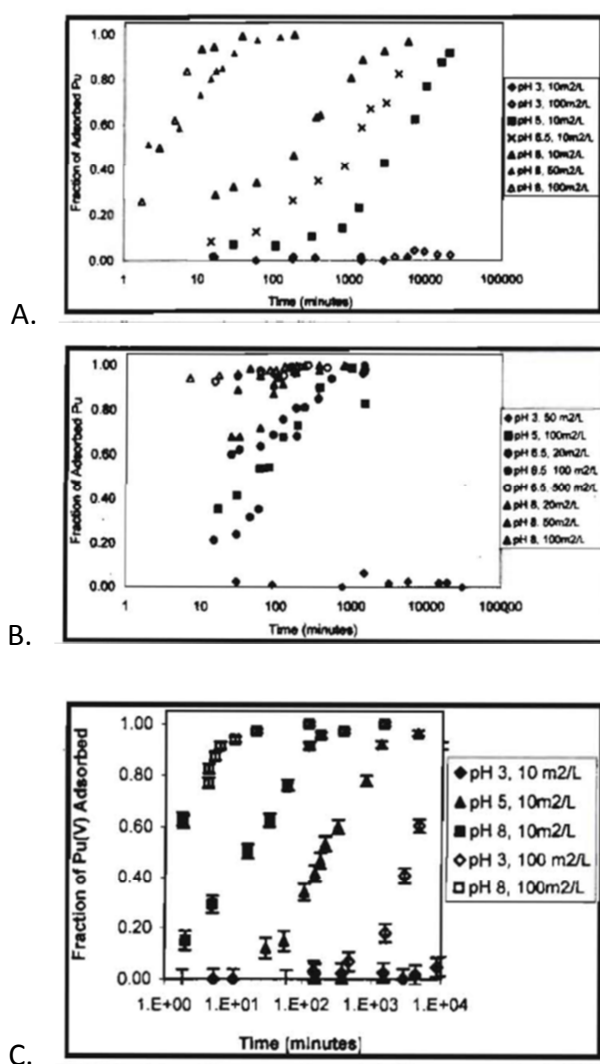 1.00
0.80
0.60
0.40
0.20
0.00
Fraction of Adsorbed Pu
1 10 100 1000 10000 100000
Time (minutes)
pH 3, 10m2/L
pH 3, 100m2/L
pH 5, 10m2/L
pH 6.5, 10m2/L
pH 8, 10m2/L
pH 8, 50m2/L
pH 8, 100m2/L
A.
1.00
0.80
0.60
0.40
0.20
0.00
Fraction of Adsorbed Pu
1 10 100 1000 10000 100000
Time (minutes)
pH 3, 50 m2/L
pH 5, 100m2/L
pH 6.5, 20m2/L
100 m2/L
pH 6.5, 500 m2/L
pH 8, 20m2/L
pH 8, 50m2/L
pH 8, 100m2/L
B.
1.00
0.80
0.60
0.40
0.20
0.00
Fraction of Pu(V) Adsorbed
1.E+00 1.E+01 1.E+02 1.E+03 1.E+04
Time [minutes)
pH 3, 10 m2/L
pH 5, 10m2/L
pH 8, 10m2/L
pH 3, 100 m2/L
pH 8, 100m2/L
C.